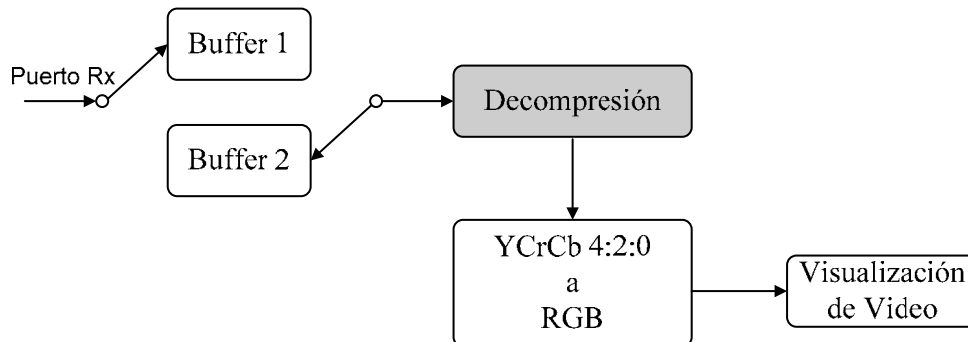 Buffer 1
Puerto Rx
Decompresión
Buffer 2
YCrCb 4:2:0
a
RGB
Visualización
de Video